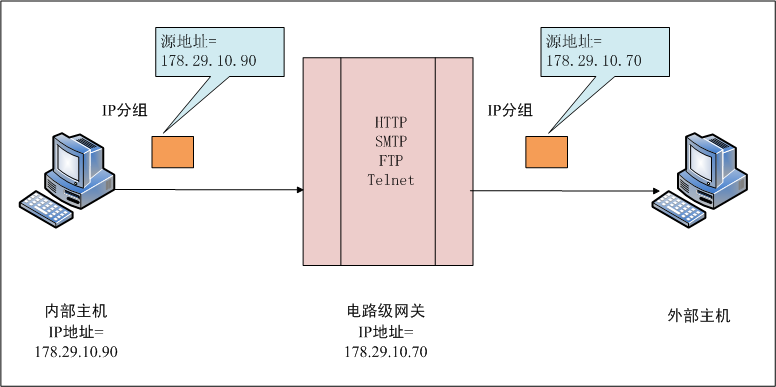 源地址=
178.29.10.90
源地址=
178.29.10.70
IP分组
IP分组
HTTP
SMTP
FTP
Telnet
内部主机
IP地址=
178.29.10.90
电路级网关
IP地址=
178.29.10.70
外部主机